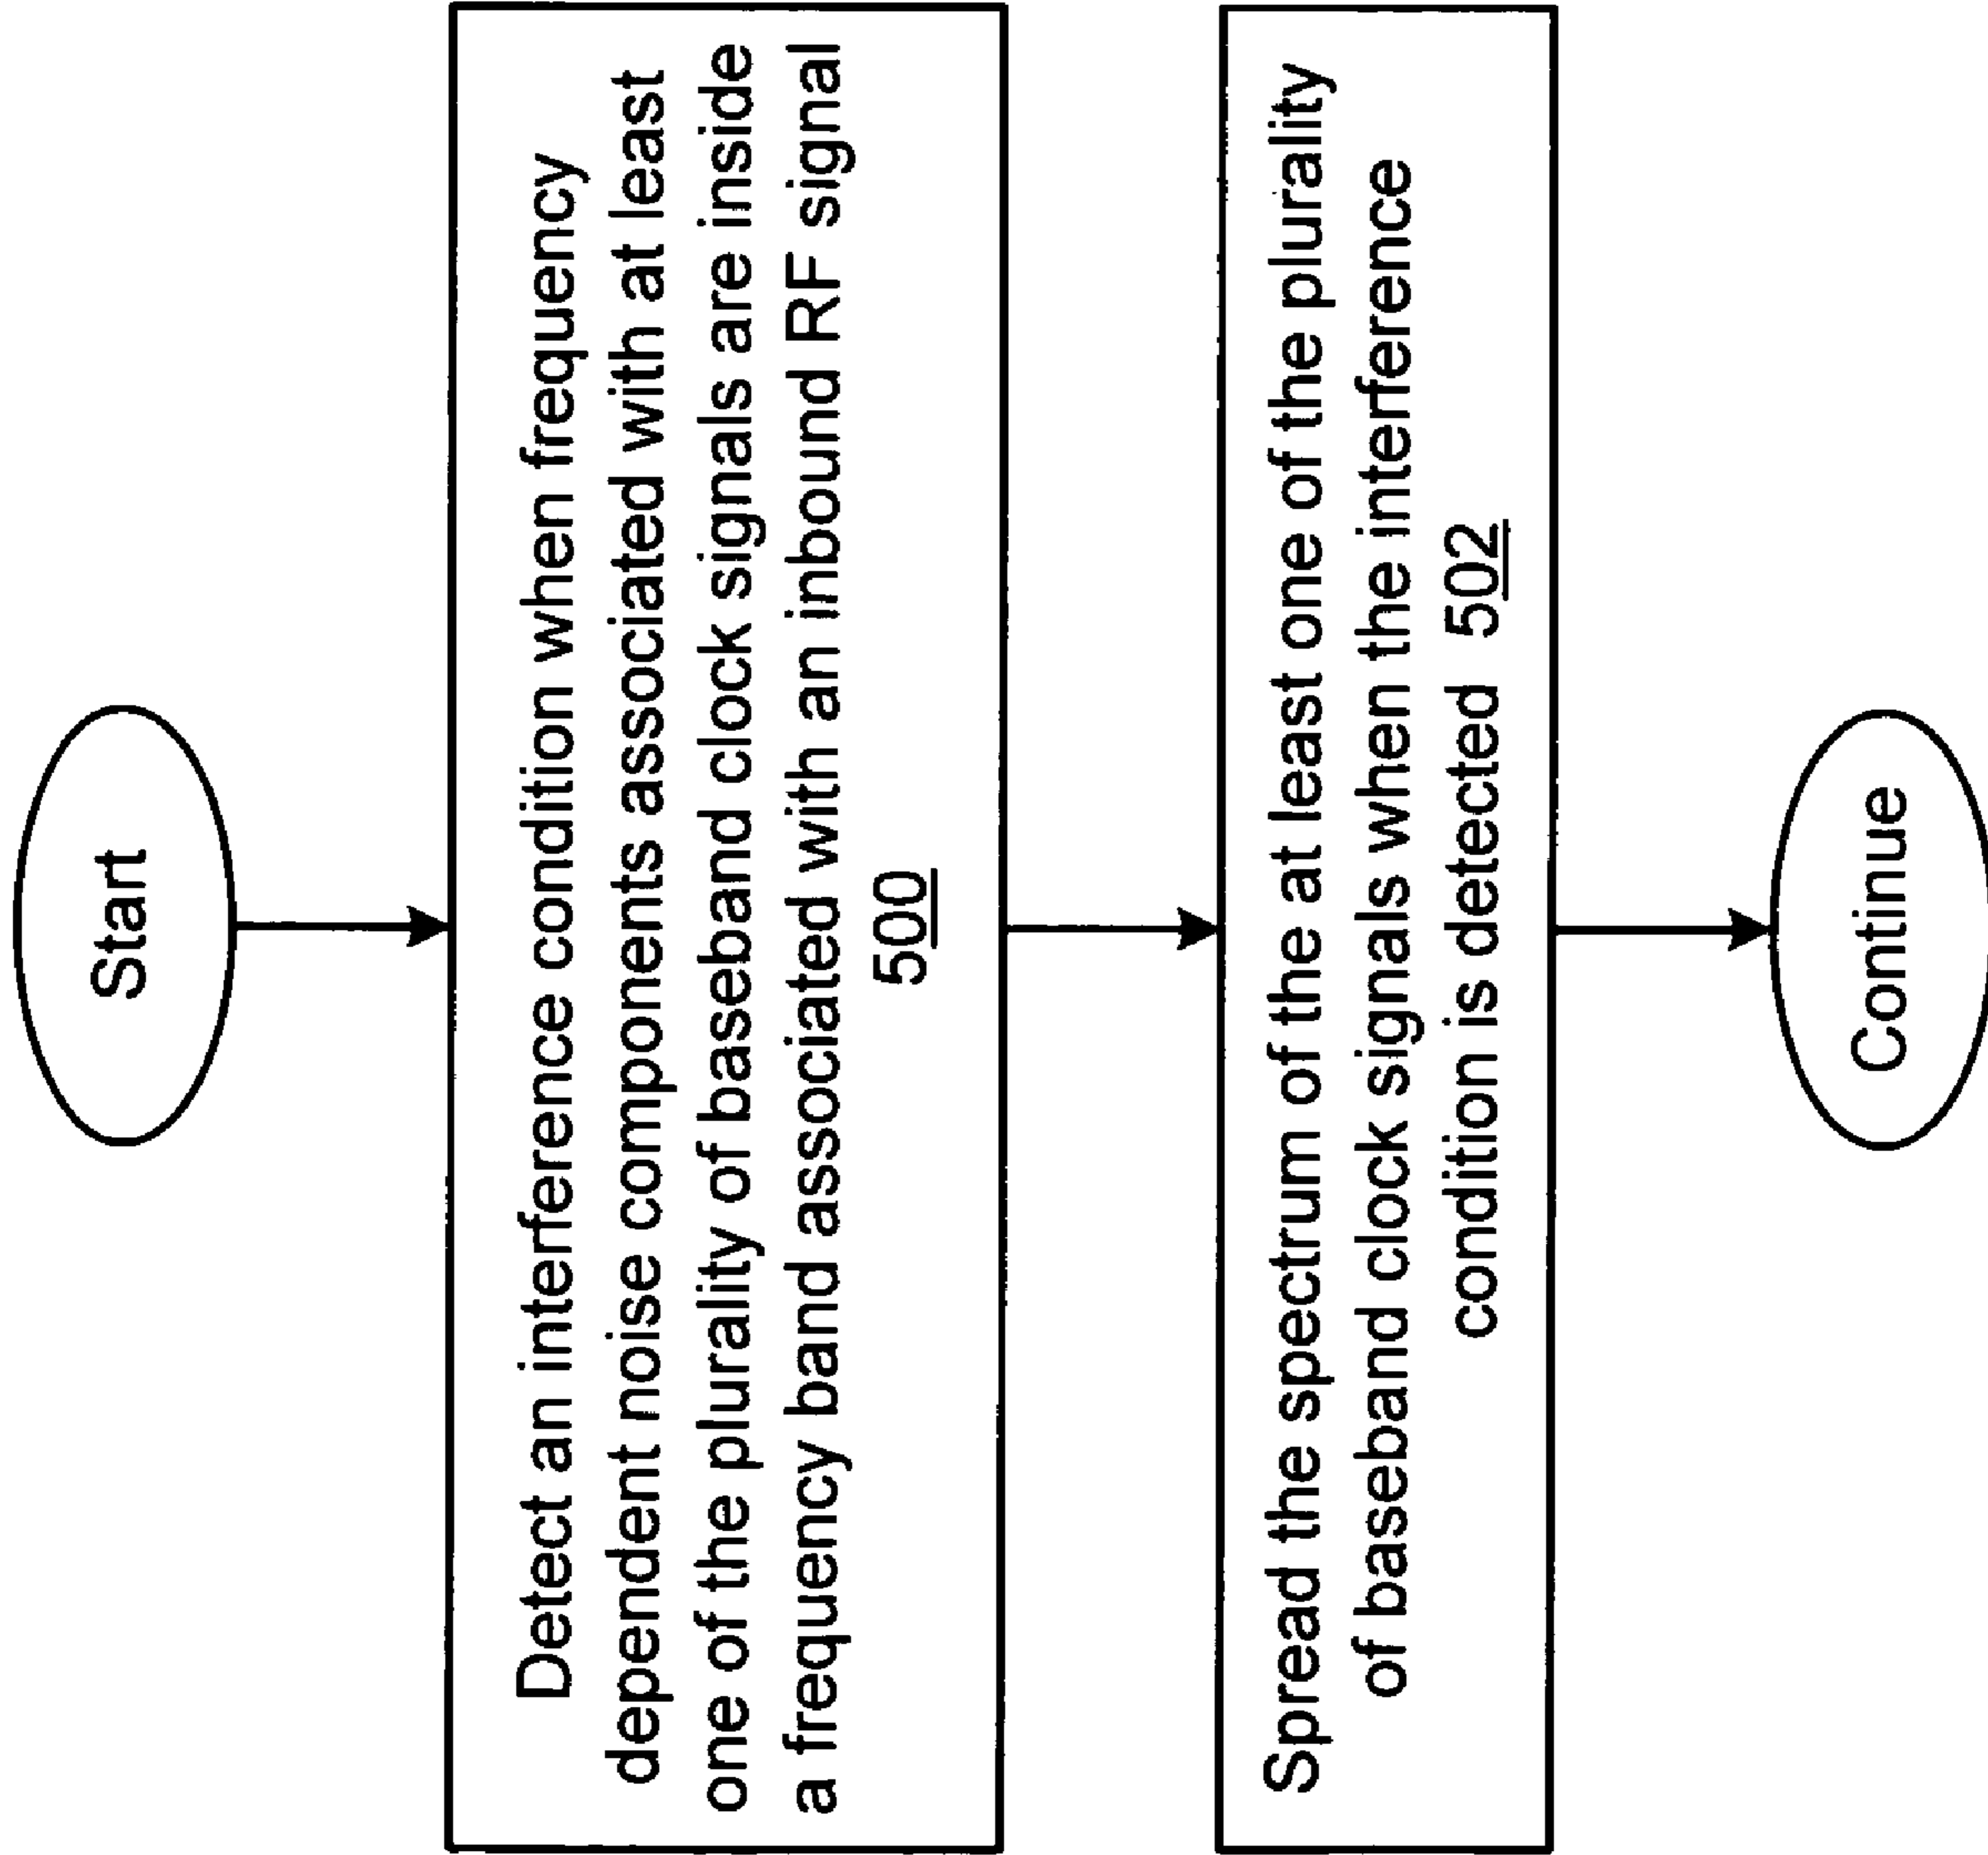 Start
Detect an interference condition when frequency
dependent noise components associated with at least
one of the plurality of baseband clock signals are inside
a frequency band associated with an inbound RF signal
500
Spread the spectrum of the at least one of the plurality
of baseband clock signals when the interference
condition is detected 502
Continue